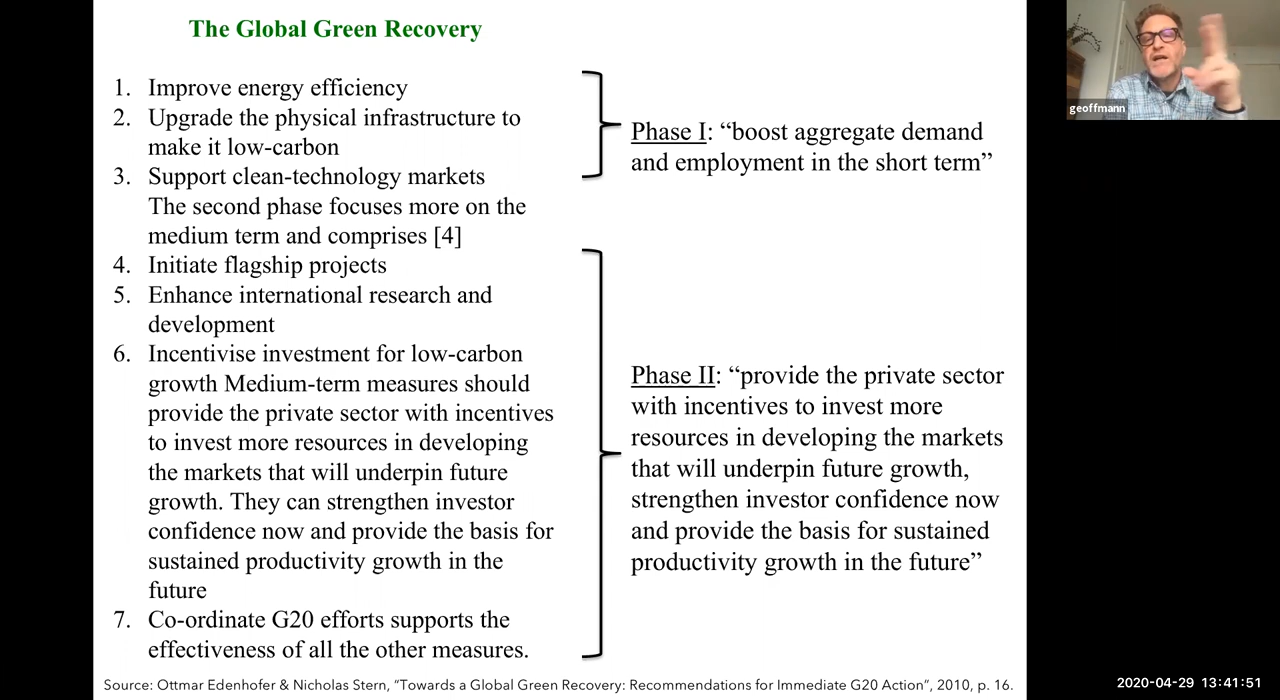 The Global Green Recovery
1. Improve energy efficiency
2. Upgrade the physical infrastructure to
make it low-carbon
3. Support clean-technology markets
The second phase focuses more on the
medium term and comprises [4]
4. Initiate flagship projects
5. Enhance international research and
development
6. Incentivise investment for low-carbon
growth Medium-term measures should
provide the private sector with incentives
to invest more resources in developing
the markets that will underpin future
growth. They can strengthen investor
confidence now and provide the basis for
sustained productivity growth in the
future
7. Co-ordinate G20 efforts supports the
effectiveness of all the other measures.
Phase I: “boost aggregate demand
and employment in the short term”
Phase II: “provide the private sector
with incentives to invest more
resources in developing the markets
that will underpin future growth,
strengthen investor confidence now
and provide the basis for sustained
productivity growth in the future”
Source: Ottmar Edenhofer & Nicholas Stern, “Towards a Global Green Recovery: Recommendations for Immediate G20 Action”, 2010, p. 16.
geoffmann
2020-04-29 13:41:51